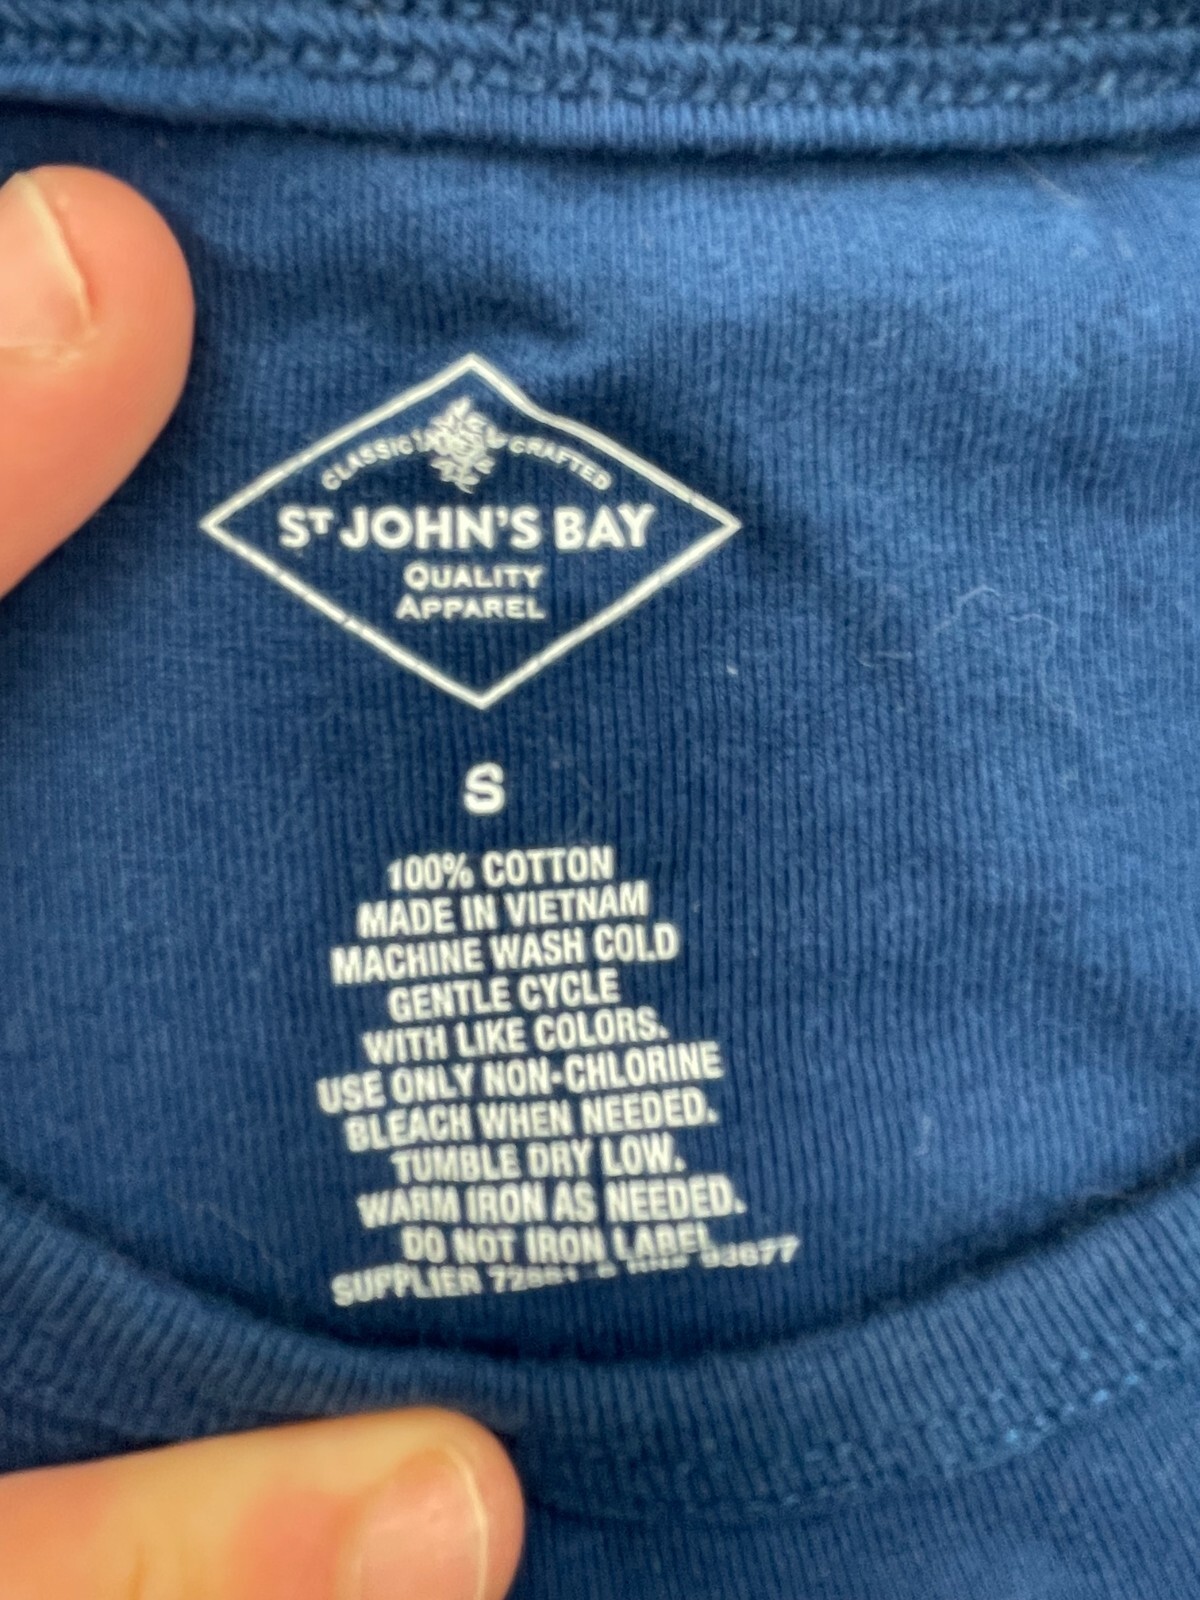 CLASSIC CRAFTED
ST JOHN'S BAY
QUALITY
APPAREL
S
100% COTTON
MADE IN VIETNAM
MACHINE WASH COLD
GENTLE CYCLE
WITH LIKE COLORS.
USE ONLY NON-CHLORINE
BLEACH WHEN NEEDED.
TUMBLE DRY LOW.
WARM IRON AS NEEDED.
DO NOT IRON LABEL
SUPPLIER